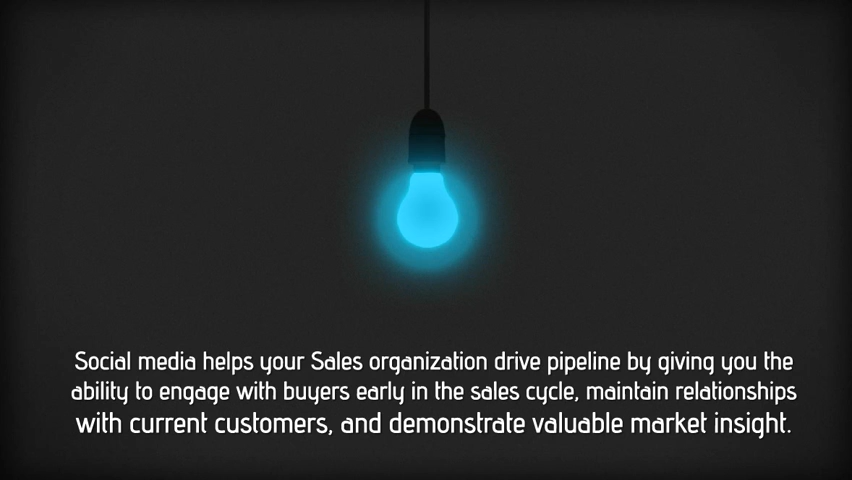 Social media helps your Sales organization drive pipeline by giving you the
ability to engage with buyers early in the sales cycle, maintain relationships
with current customers, and demonstrate valuable market insight.